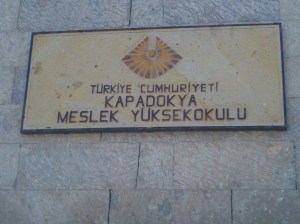 TÜRKİYE CUMHURİYETİ
KAPADOKYA
MESLEK YÜKSEKOKULU